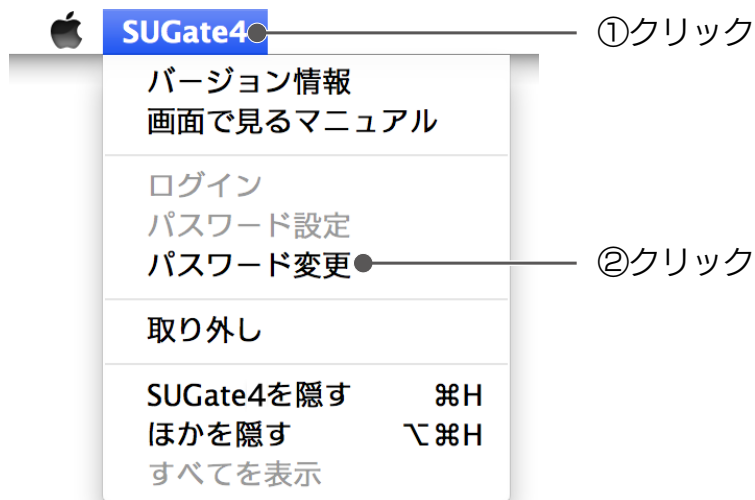 SUGate4
①クリック
バージョン情報
画面で見るマニュアル
ログイン
パスワード設定
パスワード変更
②クリック
取り外し
SUGate4を隠す ⌘H
ほかを隠す ⌥⌘H
すべてを表示